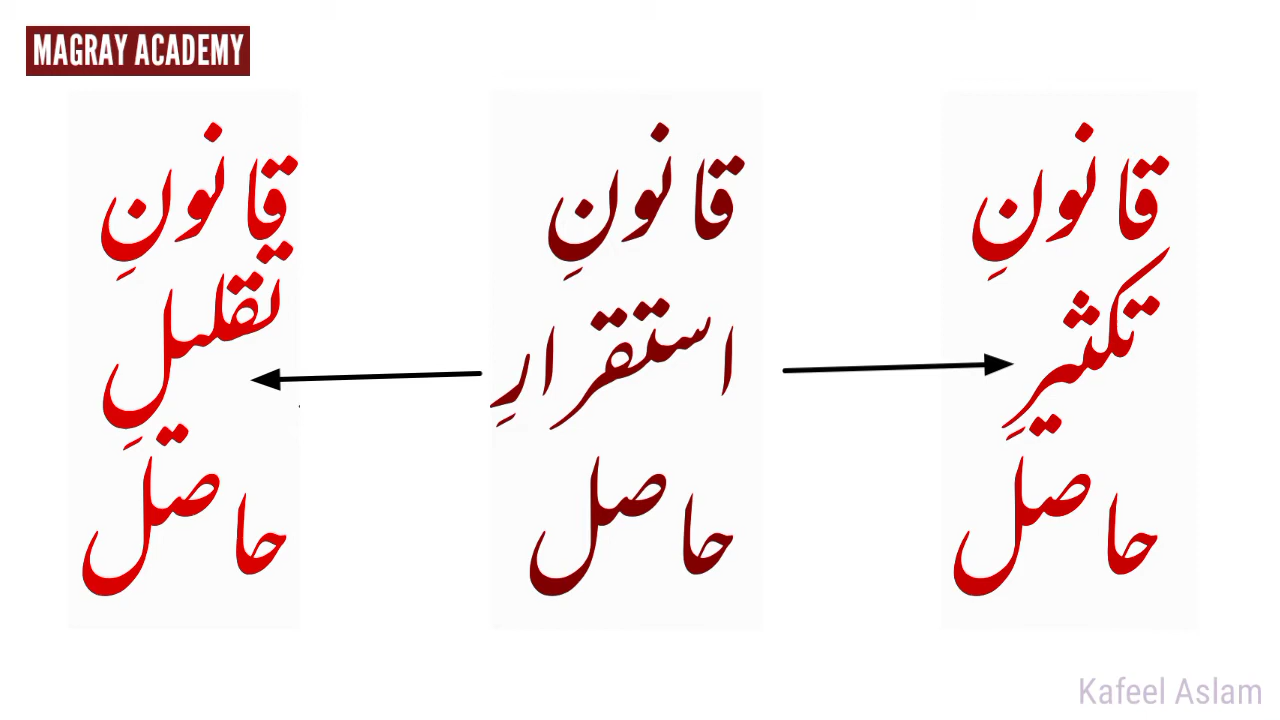 MAGRAY ACADEMY
قانونِ
تکثیرِ
حاصل
قانونِ
استقرارِ
حاصل
قانونِ
تقلیلِ
حاصل
Kafeel Aslam